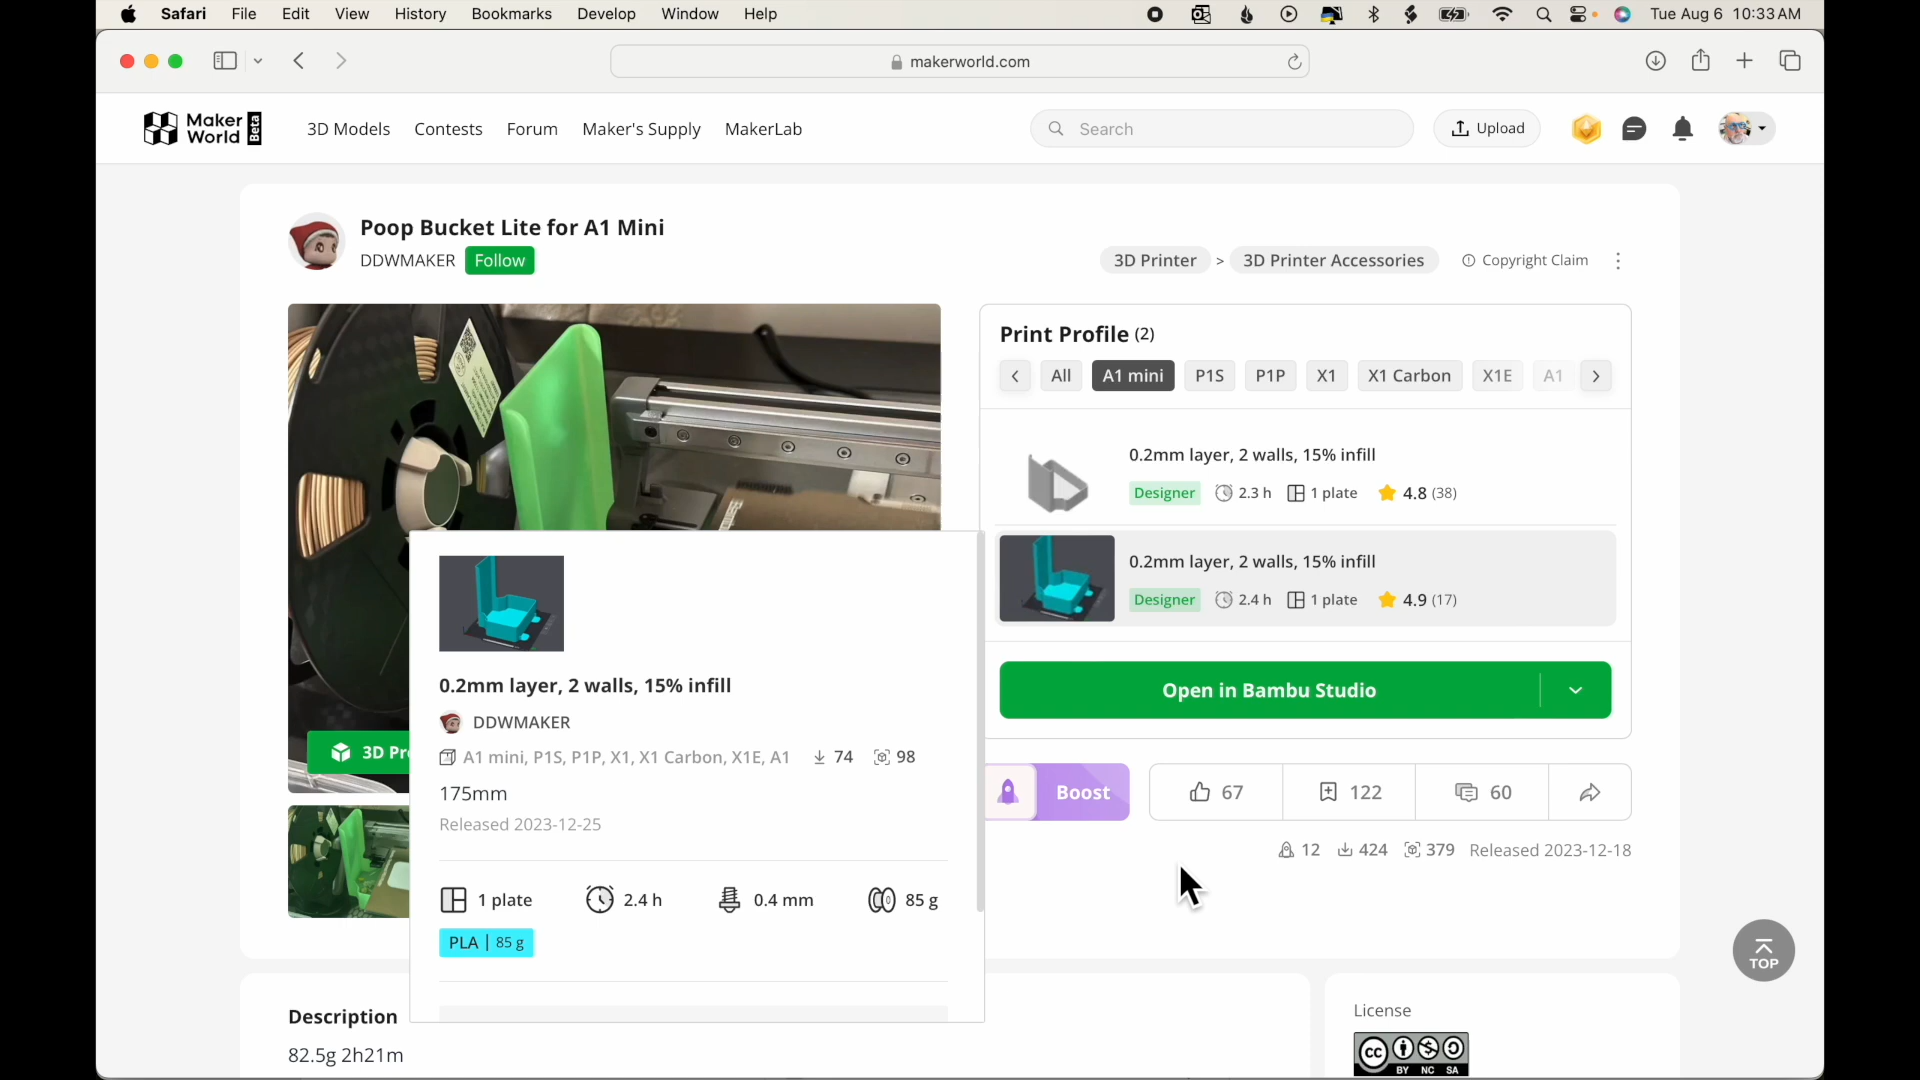 Safari File Edit View History Bookmarks Develop Window Help Tue Aug 6 10:33 AM
makerworld.com
Maker World Beta
3D Models Contests Forum Maker's Supply MakerLab Search Upload
Poop Bucket Lite for A1 Mini
DDWMAKER Follow
3D Printer > 3D Printer Accessories Copyright Claim
Print Profile (2)
All A1 mini P1S P1P X1 X1 Carbon X1E A1
0.2mm layer, 2 walls, 15% infill
Designer 2.3 h 1 plate 4.8 (38)
0.2mm layer, 2 walls, 15% infill
Designer 2.4 h 1 plate 4.9 (17)
Open in Bambu Studio
Boost 67 122 60
12 424 379 Released 2023-12-18
3D Pr
0.2mm layer, 2 walls, 15% infill
DDWMAKER
A1 mini, P1S, P1P, X1, X1 Carbon, X1E, A1 74 98
175mm
Released 2023-12-25
1 plate 2.4 h 0.4 mm 85 g
PLA | 85 g
TOP
Description
82.5g 2h21m
License
CC BY NC SA